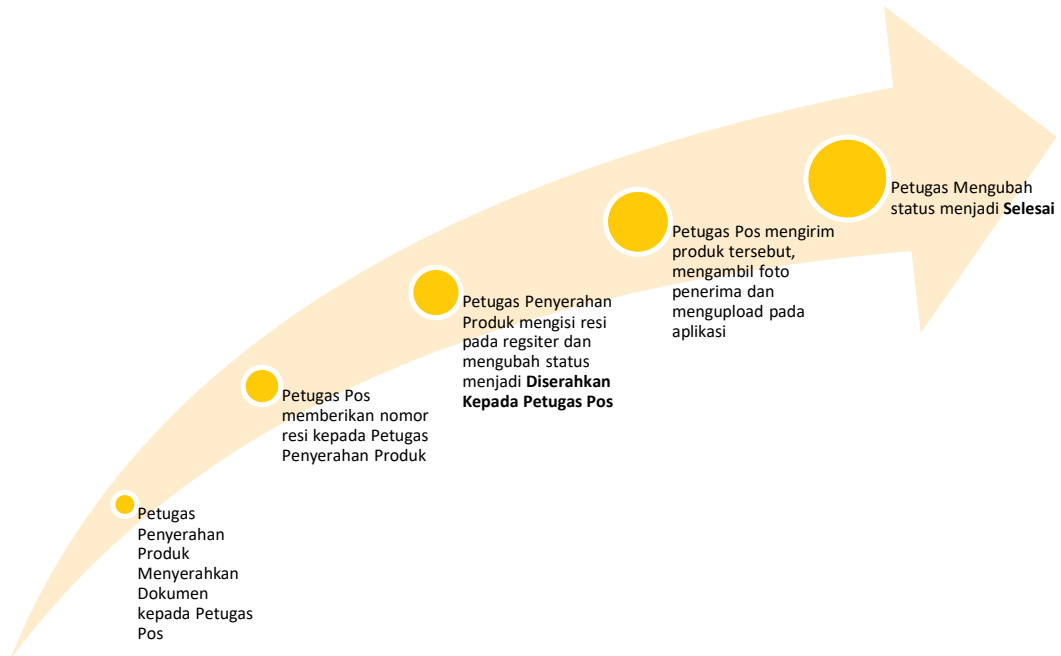 Petugas
Penyerahan
Produk
Menyerahkan
Dokumen
kepada Petugas
Pos
Petugas Pos
memberikan nomor
resi kepada Petugas
Penyerahan Produk
Petugas Penyerahan
Produk mengisi resi
pada regsiter dan
mengubah status
menjadi Diserahkan
Kepada Petugas Pos
Petugas Pos mengirim
produk tersebut,
mengambil foto
penerima dan
mengupload pada
aplikasi
Petugas Mengubah
status menjadi Selesai